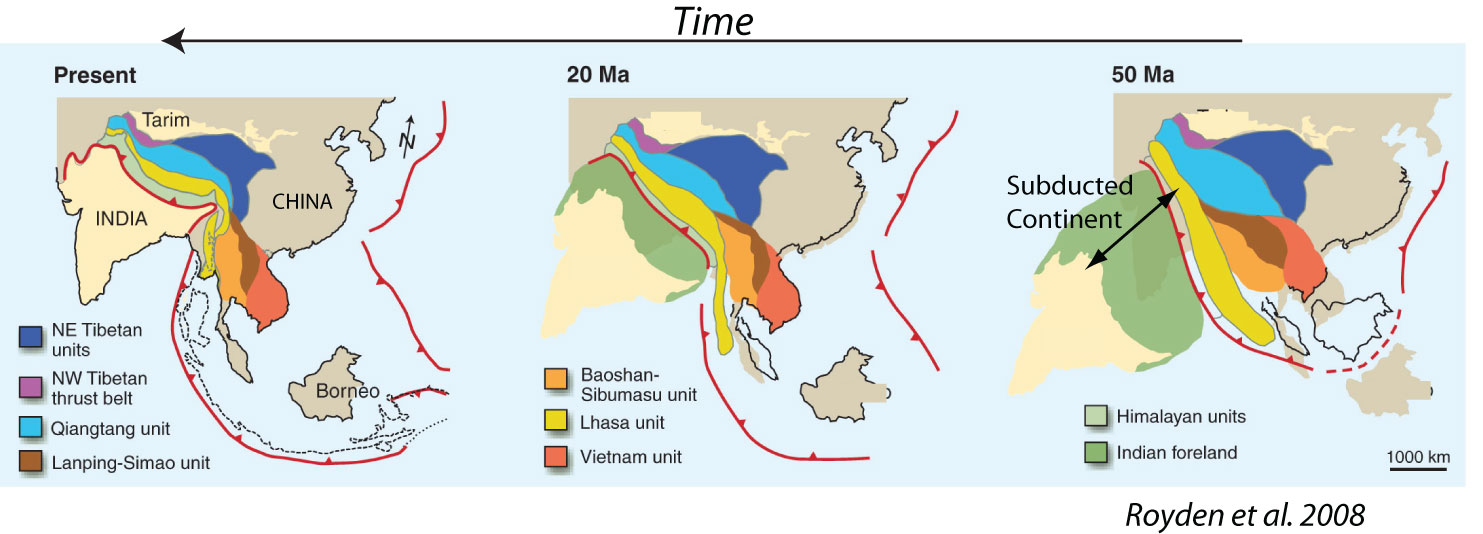 Time
Present
20 Ma
50 Ma
Tarim
N
CHINA
INDIA
Subducted
Continent
NE Tibetan
units
NW Tibetan
thrust belt
Qiangtang unit
Lanping-Simao unit
Borneo
Baoshan-
Sibumasu unit
Lhasa unit
Vietnam unit
Himalayan units
Indian foreland
1000 km
Royden et al. 2008